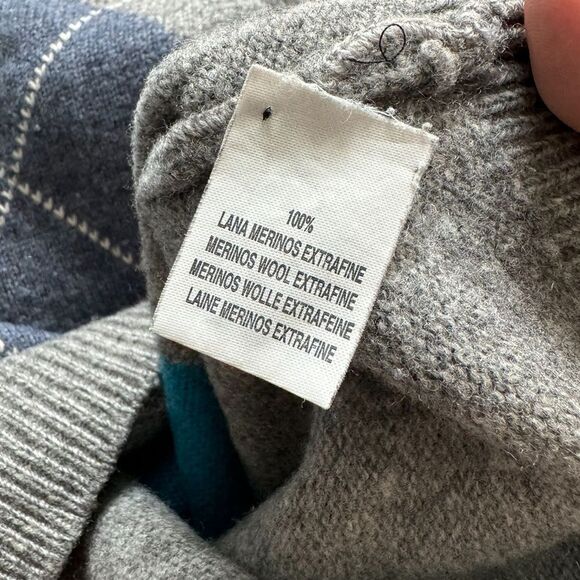 100%
LANA MERINOS EXTRAFINE
MERINOS WOOL EXTRAFINE
MERINOS WOLLE EXTRAFEINE
LAINE MERINOS EXTRAFINE